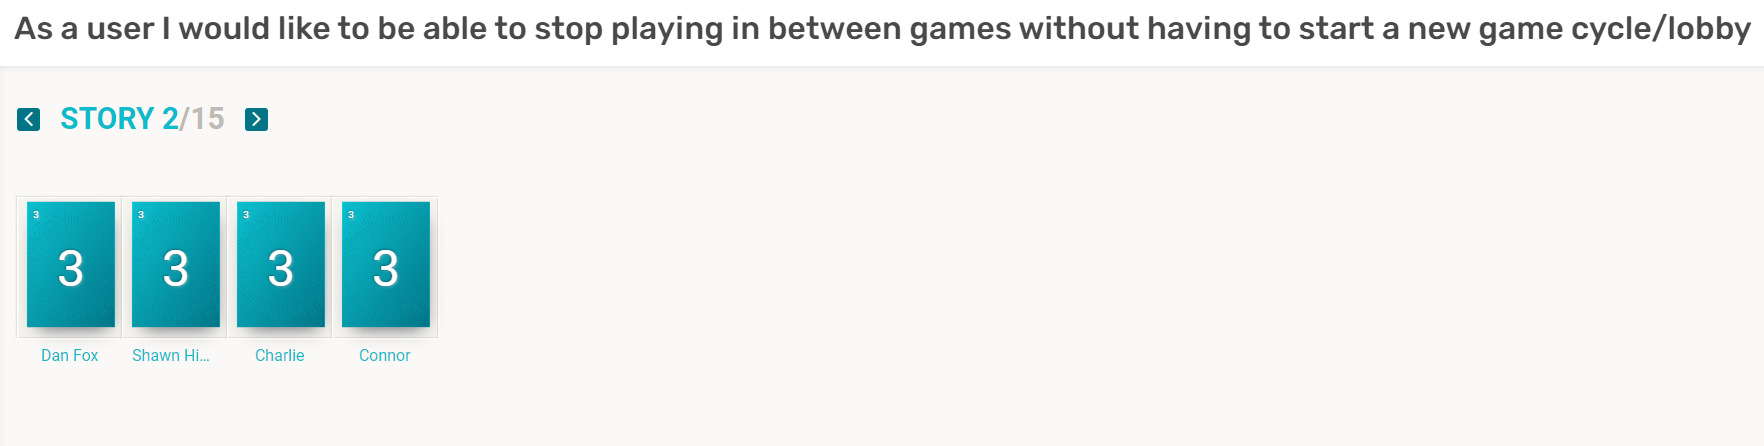 As a user I would like to be able to stop playing in between games without having to start a new game cycle/lobby
STORY 2/15
3 3 3 3
3 3 3 3
Dan Fox Shawn Hi... Charlie Connor